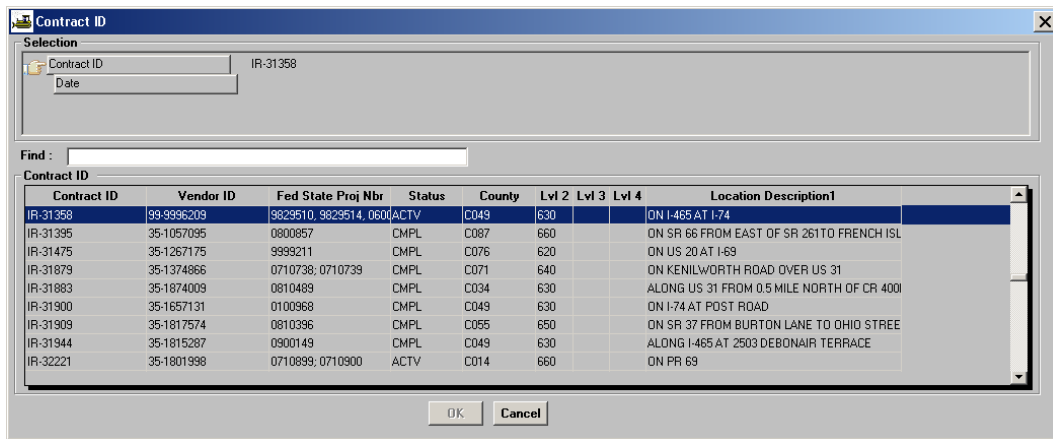 Contract ID
Selection
Contract ID IR-31358
Date
Find :
Contract ID
Contract ID Vendor ID Fed State Proj Nbr Status County Lvl 2 Lvl 3 Lvl 4 Location Description1
IR-31358 99-9996209 9829510, 9829514, 0600 ACTV C049 630 ON I-465 AT I-74
IR-31395 35-1057095 0800857 CMPL C087 660 ON SR 66 FROM EAST OF SR 261TO FRENCH ISL
IR-31475 35-1267175 9999211 CMPL C076 620 ON US 20 AT I-69
IR-31879 35-1374866 0710738; 0710739 CMPL C071 640 ON KENILWORTH ROAD OVER US 31
IR-31883 35-1874009 0810489 CMPL C034 630 ALONG US 31 FROM 0.5 MILE NORTH OF CR 400
IR-31900 35-1657131 0100968 CMPL C049 630 ON I-74 AT POST ROAD
IR-31909 35-1817574 0810396 CMPL C055 650 ON SR 37 FROM BURTON LANE TO OHIO STREE
IR-31944 35-1815287 0900149 CMPL C049 630 ALONG I-465 AT 2503 DEBONAIR TERRACE
IR-32221 35-1801998 0710899; 0710900 ACTV C014 660 ON PR 69
OK Cancel